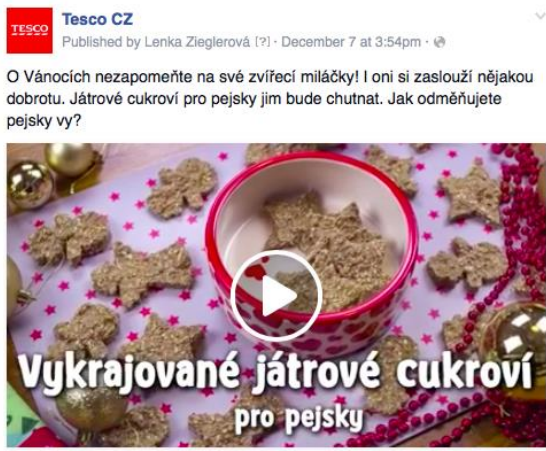 TESCO
Tesco CZ
Published by Lenka Zieglerová [?] · December 7 at 3:54pm ·
O Vánocích nezapomeňte na své zvířecí miláčky! I oni si zaslouží nějakou
dobrotu. Játrové cukroví pro pejsky jim bude chutnat. Jak odměňujete
pejsky vy?
Vykrajované játrové cukroví
pro pejsky